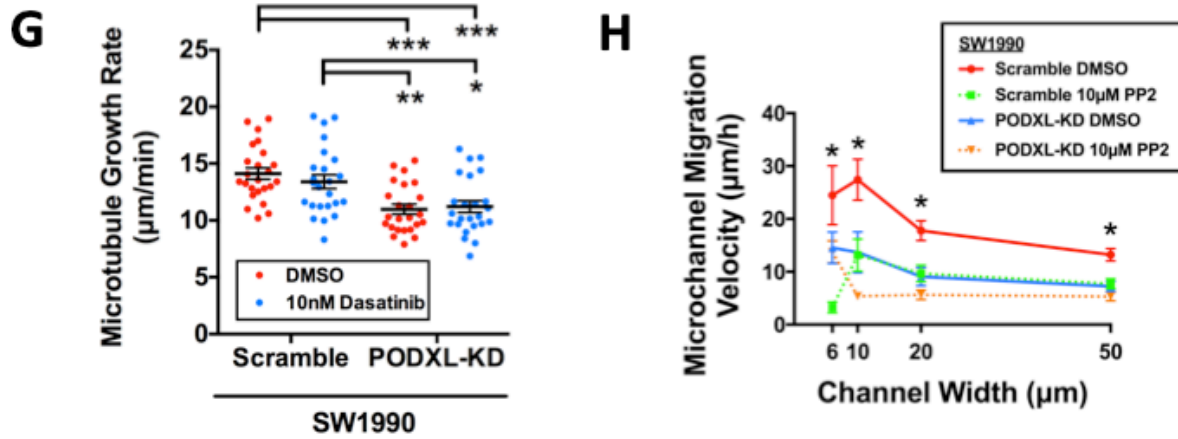 G
Microtubule Growth Rate
(µm/min)
25
20
15
10
5
0
***
***
**
*
DMSO
10nM Dasatinib
Scramble
PODXL-KD
SW1990
H
SW1990
Scramble DMSO
Scramble 10µM PP2
PODXL-KD DMSO
PODXL-KD 10µM PP2
Microchannel Migration
Velocity (µm/h)
40
30
20
10
0
*
*
*
*
6
10
20
50
Channel Width (µm)